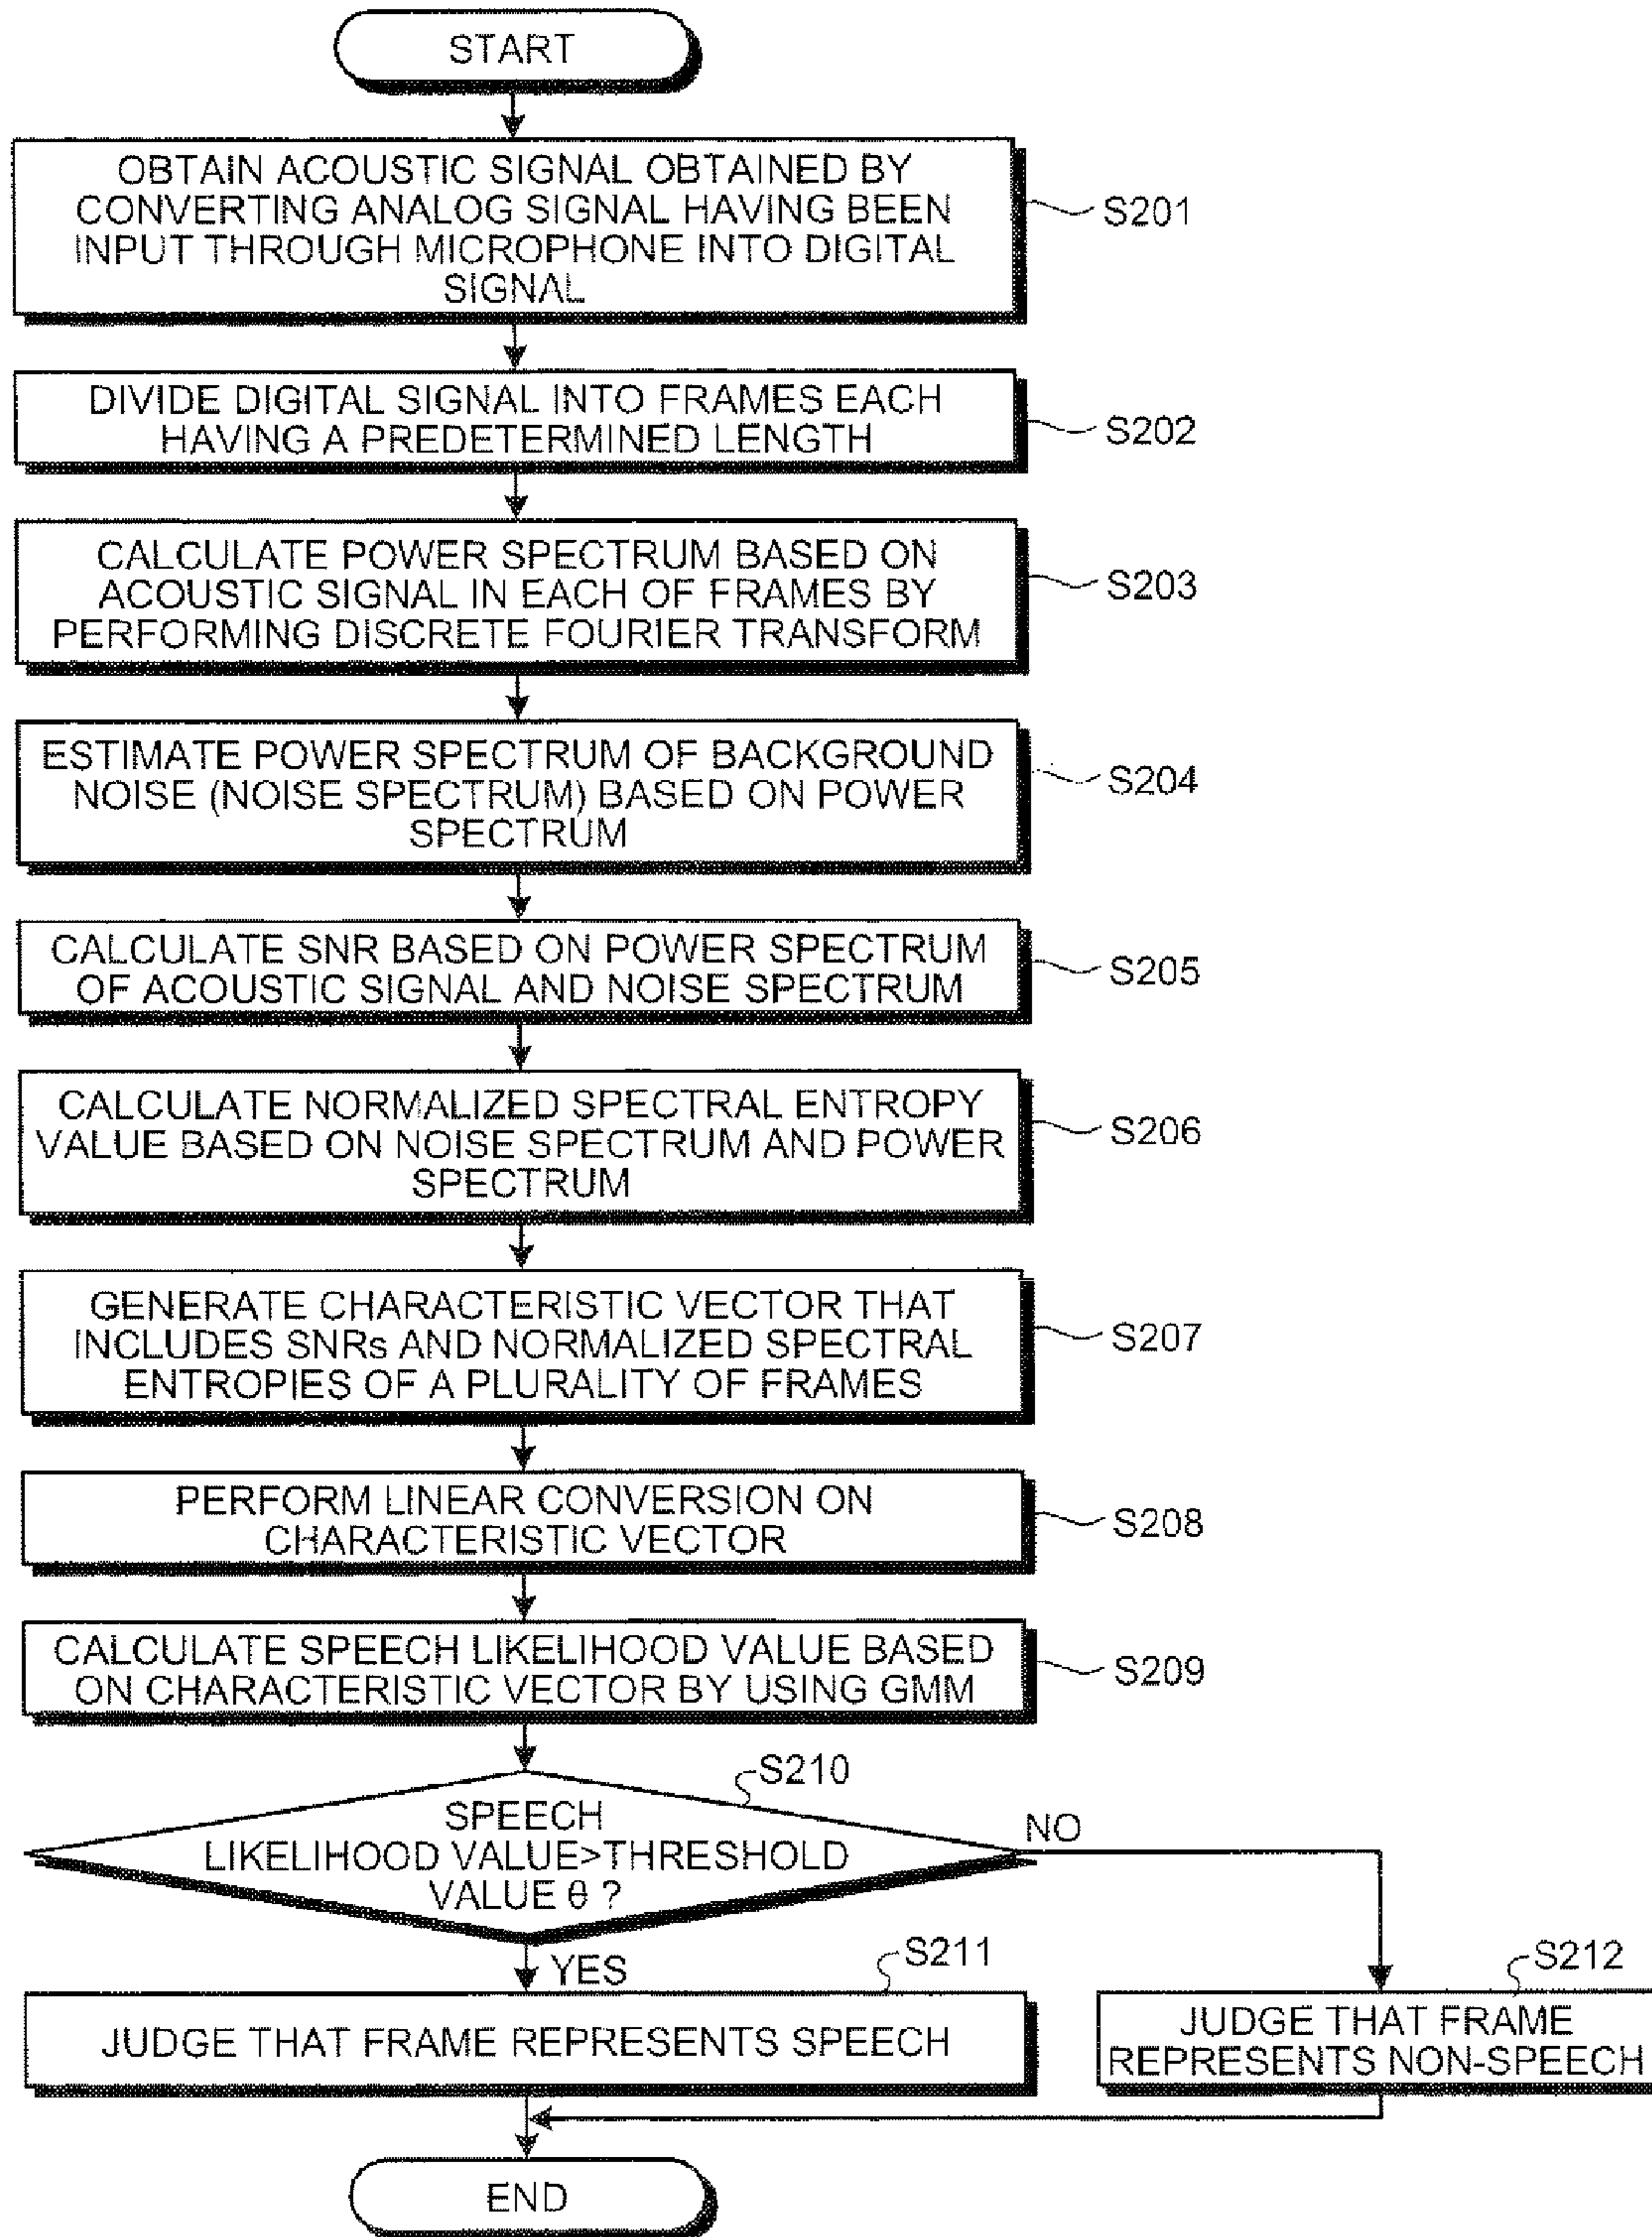 START
OBTAIN ACOUSTIC SIGNAL OBTAINED BY
CONVERTING ANALOG SIGNAL HAVING BEEN
INPUT THROUGH MICROPHONE INTO DIGITAL
SIGNAL
S201
DIVIDE DIGITAL SIGNAL INTO FRAMES EACH
HAVING A PREDETERMINED LENGTH
S202
CALCULATE POWER SPECTRUM BASED ON
ACOUSTIC SIGNAL IN EACH OF FRAMES BY
PERFORMING DISCRETE FOURIER TRANSFORM
S203
ESTIMATE POWER SPECTRUM OF BACKGROUND
NOISE (NOISE SPECTRUM) BASED ON POWER
SPECTRUM
S204
CALCULATE SNR BASED ON POWER SPECTRUM
OF ACOUSTIC SIGNAL AND NOISE SPECTRUM
S205
CALCULATE NORMALIZED SPECTRAL ENTROPY
VALUE BASED ON NOISE SPECTRUM AND POWER
SPECTRUM
S206
GENERATE CHARACTERISTIC VECTOR THAT
INCLUDES SNRs AND NORMALIZED SPECTRAL
ENTROPIES OF A PLURALITY OF FRAMES
S207
PERFORM LINEAR CONVERSION ON
CHARACTERISTIC VECTOR
S208
CALCULATE SPEECH LIKELIHOOD VALUE BASED
ON CHARACTERISTIC VECTOR BY USING GMM
S209
S210
SPEECH
LIKELIHOOD VALUE>THRESHOLD
VALUE θ ?
NO
YES
S211
JUDGE THAT FRAME REPRESENTS SPEECH
S212
JUDGE THAT FRAME
REPRESENTS NON-SPEECH
END